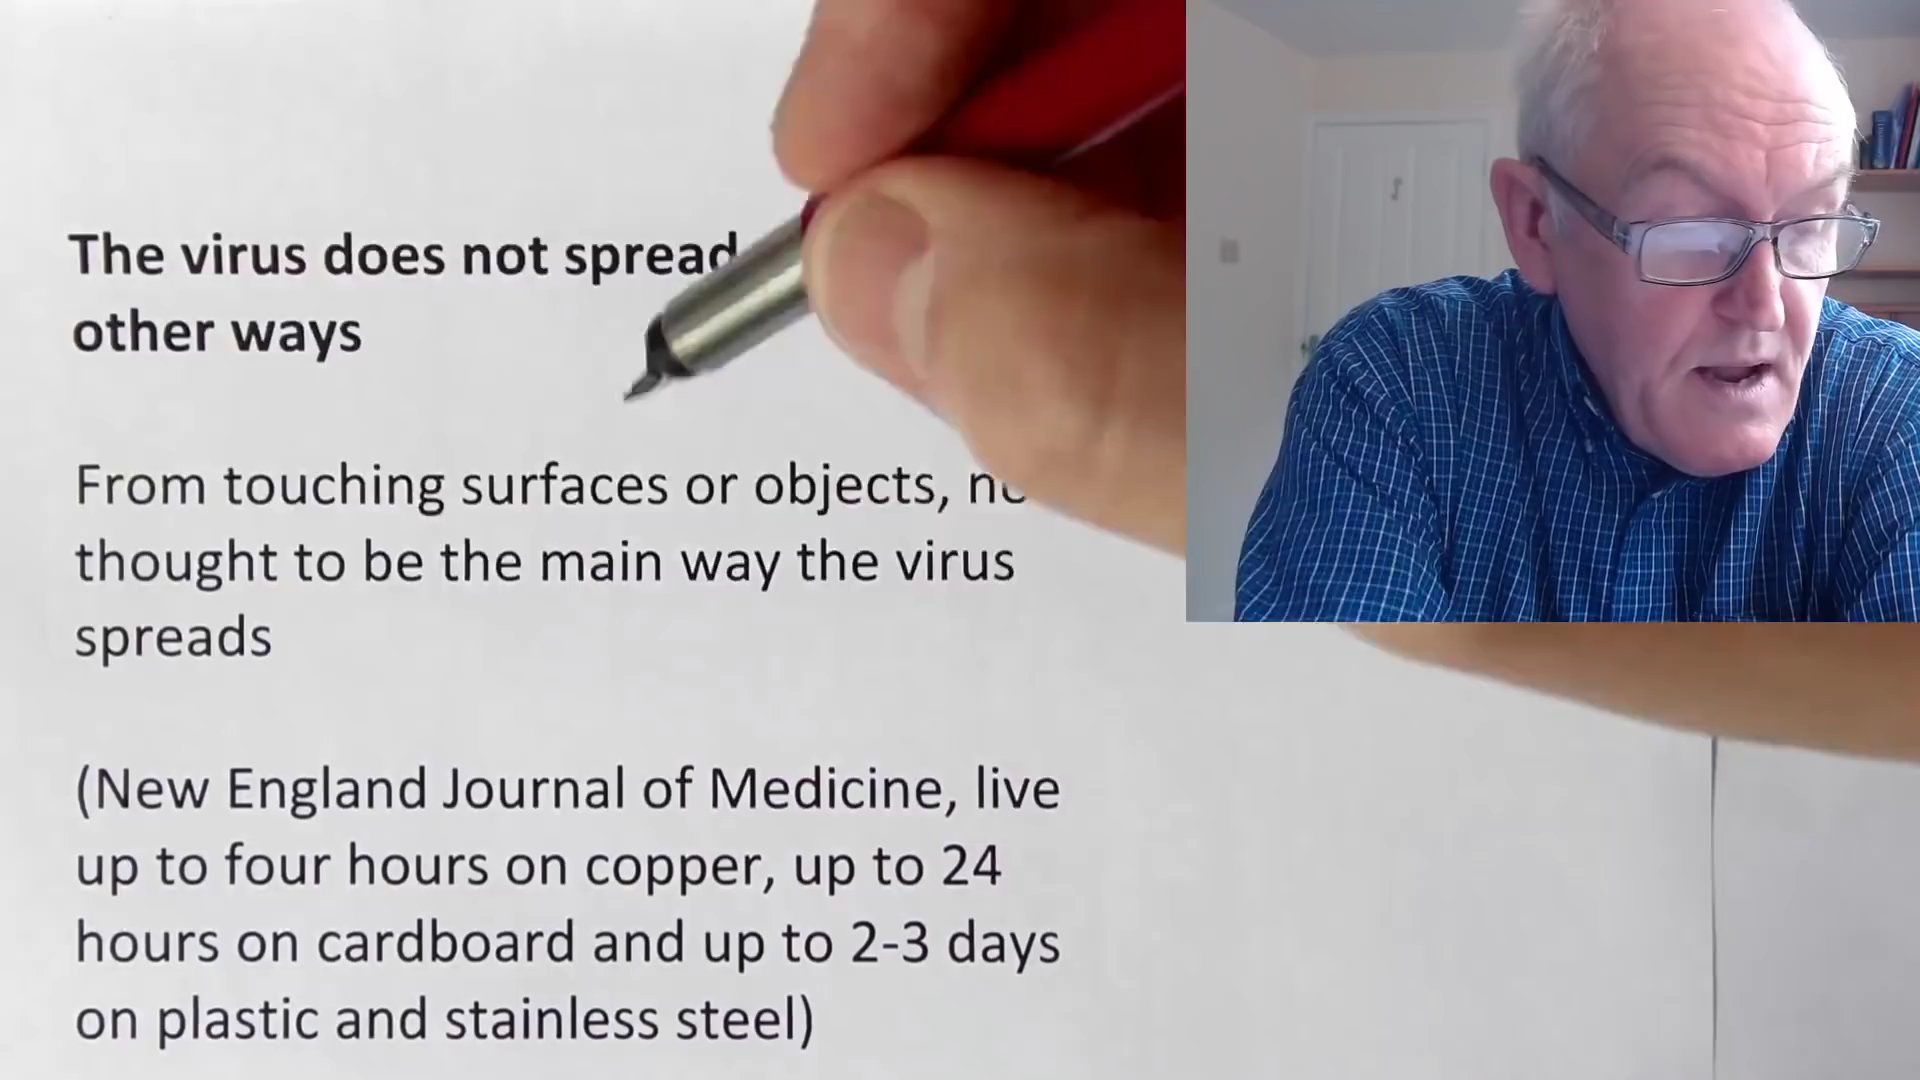 The virus does not spread
other ways
From touching surfaces or objects,
thought to be the main way the virus
spreads
(New England Journal of Medicine, live
up to four hours on copper, up to 24
hours on cardboard and up to 2-3 days
on plastic and stainless steel)